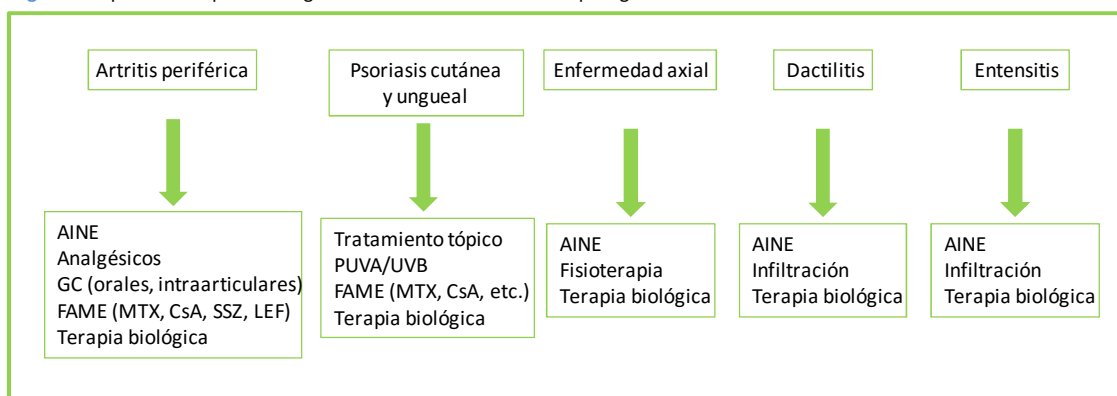 Artritis periférica
Psoriasis cutánea
y ungueal
Enfermedad axial
Dactilitis
Entensitis
AINE
Analgésicos
GC (orales, intraarticulares)
FAME (MTX, CsA, SSZ, LEF)
Terapia biológica
Tratamiento tópico
PUVA/UVB
FAME (MTX, CsA, etc.)
Terapia biológica
AINE
Fisioterapia
Terapia biológica
AINE
Infiltración
Terapia biológica
AINE
Infiltración
Terapia biológica